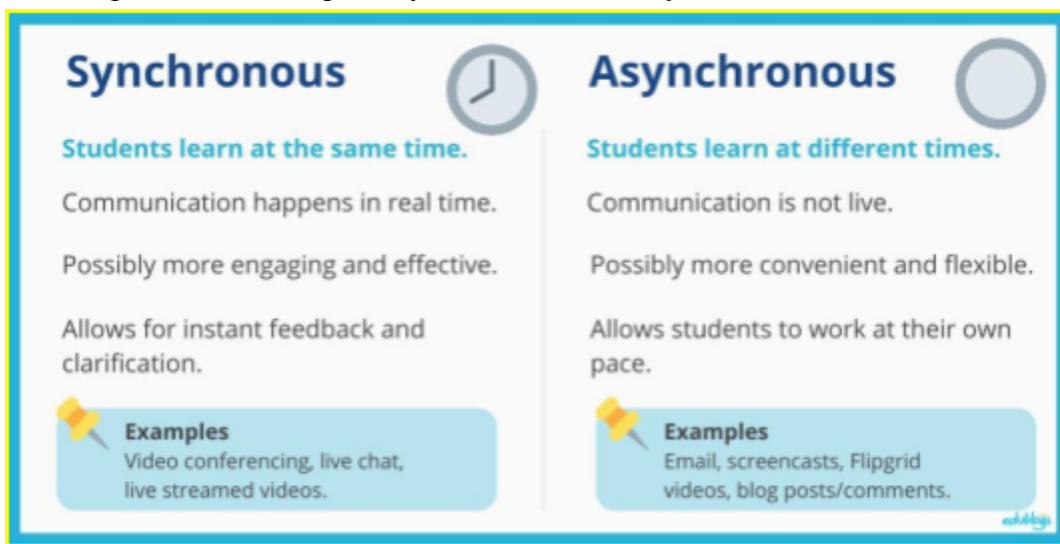 Synchronous
Students learn at the same time.
Communication happens in real time.
Possibly more engaging and effective.
Allows for instant feedback and
clarification.
Examples
Video conferencing, live chat,
live streamed videos.
Asynchronous
Students learn at different times.
Communication is not live.
Possibly more convenient and flexible.
Allows students to work at their own
pace.
Examples
Email, screencasts, Flipgrid
videos, blog posts/comments.
edublogs